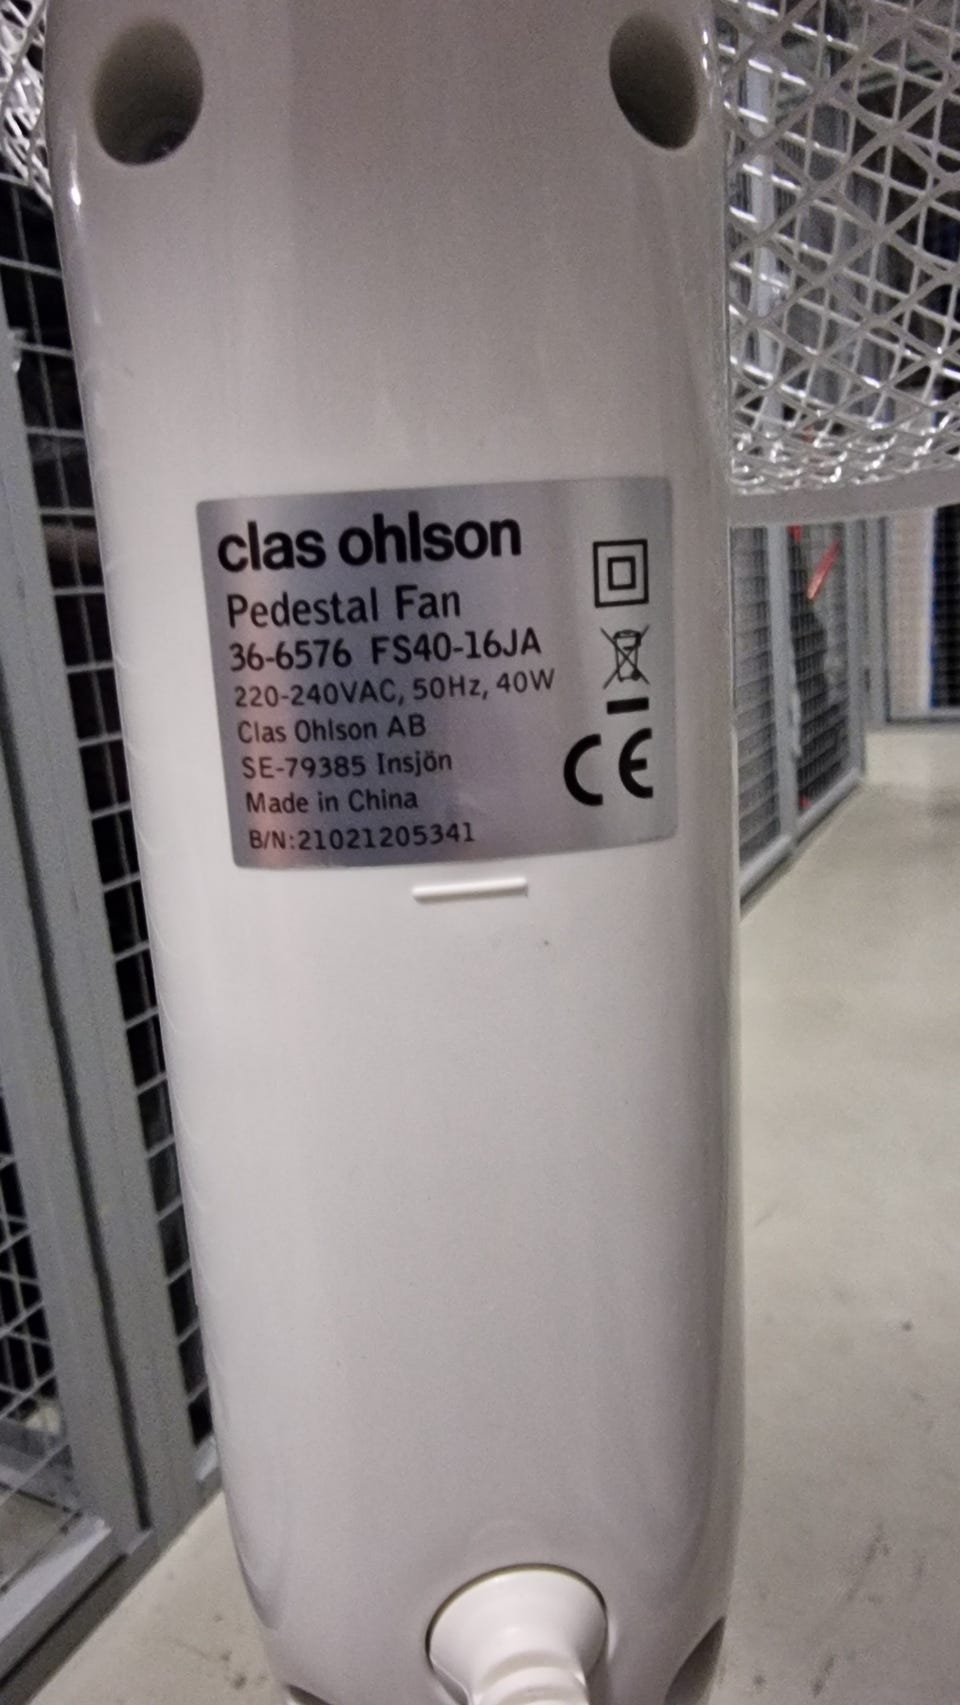 clas ohlson
Pedestal Fan
36-6576 FS40-16JA
220-240VAC, 50Hz, 40W
Clas Ohlson AB
SE-79385 Insjön
Made in China
B/N:21021205341
CE